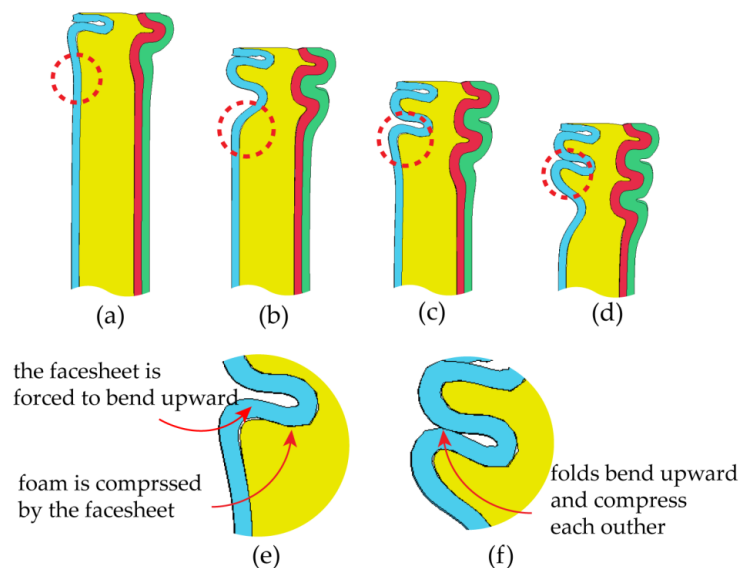 (a)
(b)
(c)
(d)
the facesheet is
forced to bend upward
foam is comprssed
by the facesheet
(e)
folds bend upward
and compress
each outher
(f)